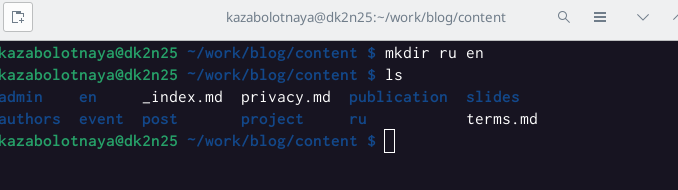 kazabolotnaya@dk2n25:~/work/blog/content
kazabolotnaya@dk2n25 ~/work/blog/content $ mkdir ru en
kazabolotnaya@dk2n25 ~/work/blog/content $ ls
admin en _index.md privacy.md publication slides
authors event post project ru terms.md
kazabolotnaya@dk2n25 ~/work/blog/content $